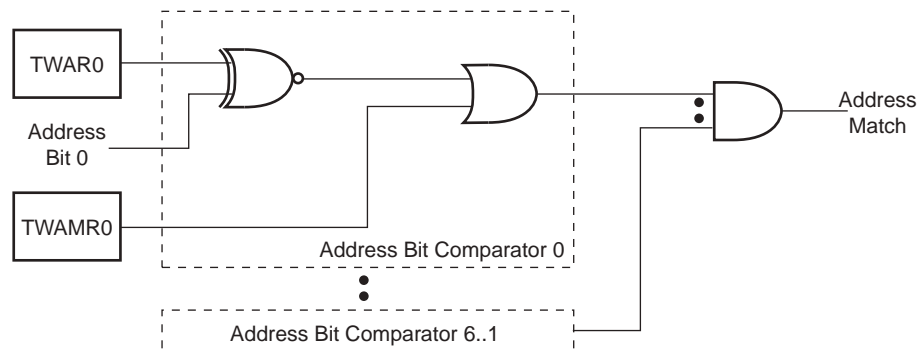 TWAR0
Address
Bit 0
TWAMR0
Address Bit Comparator 0
Address
Match
Address Bit Comparator 6..1